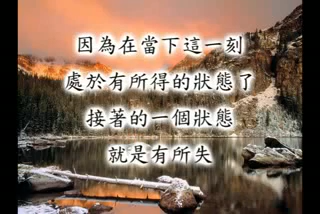 因為在當下這一刻
處於有所得的狀態了
接著的一個狀態
就是有所失